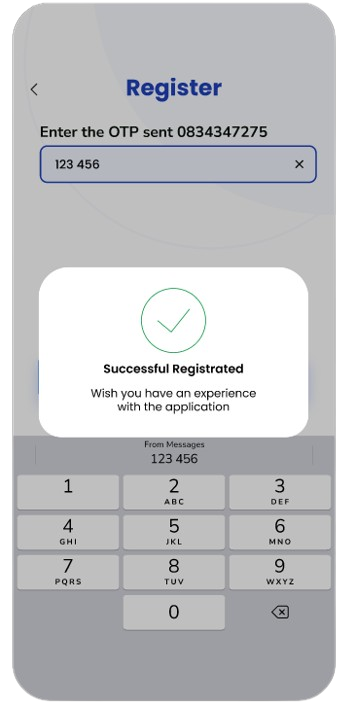 Register
Enter the OTP sent 0834347275
123 456
Successful Registrated
Wish you have an experience
with the application
From Messages
123 456
1 2 3
ABC DEF
4 5 6
GHI JKL MNO
7 8 9
PQRS TUV WXYZ
0